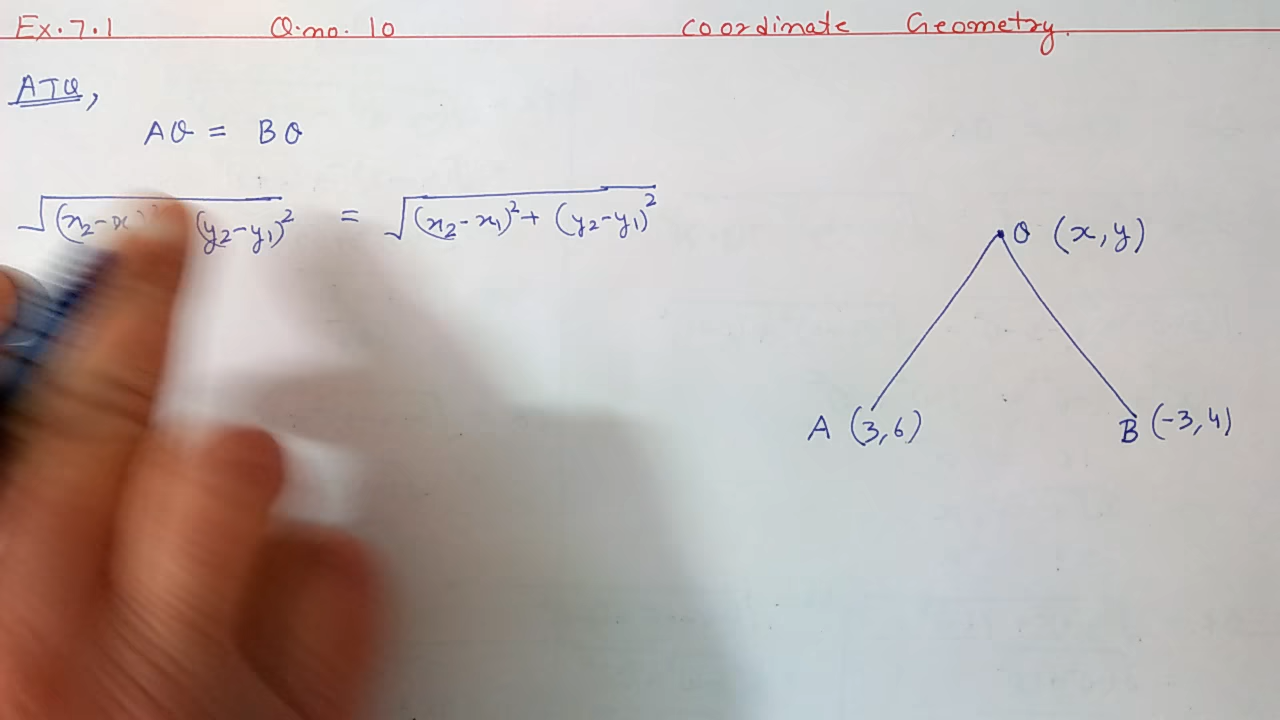 Ex. 7.1 Q. no. 10 Coordinate Geometry.
ATQ,
AO = BO
√(x₂-x (y₂-y₁)² = √(x₂-x₁)² + (y₂-y₁)²
O (x, y)
A (3, 6) B (-3, 4)